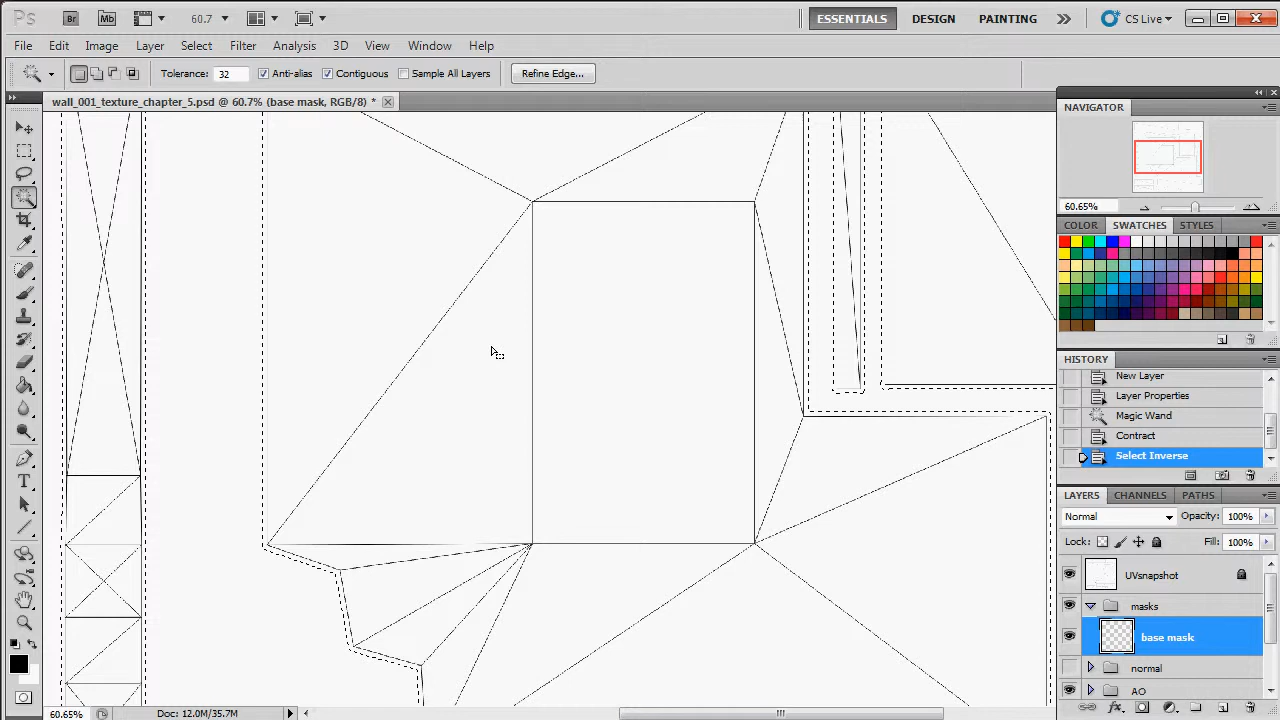 Ps Br Mb 60.7 ESSENTIALS DESIGN PAINTING CS Live
File Edit Image Layer Select Filter Analysis 3D View Window Help
Tolerance: 32 Anti-alias Contiguous Sample All Layers Refine Edge...
wall_001_texture_chapter_5.psd @ 60.7% (base mask, RGB/8) *
NAVIGATOR
60.65%
COLOR SWATCHES STYLES
HISTORY
New Layer
Layer Properties
Magic Wand
Contract
Select Inverse
LAYERS CHANNELS PATHS
Normal Opacity: 100%
Lock: Fill: 100%
UVsnapshot
masks
base mask
normal
AO
60.65% Doc: 12.0M/35.7M